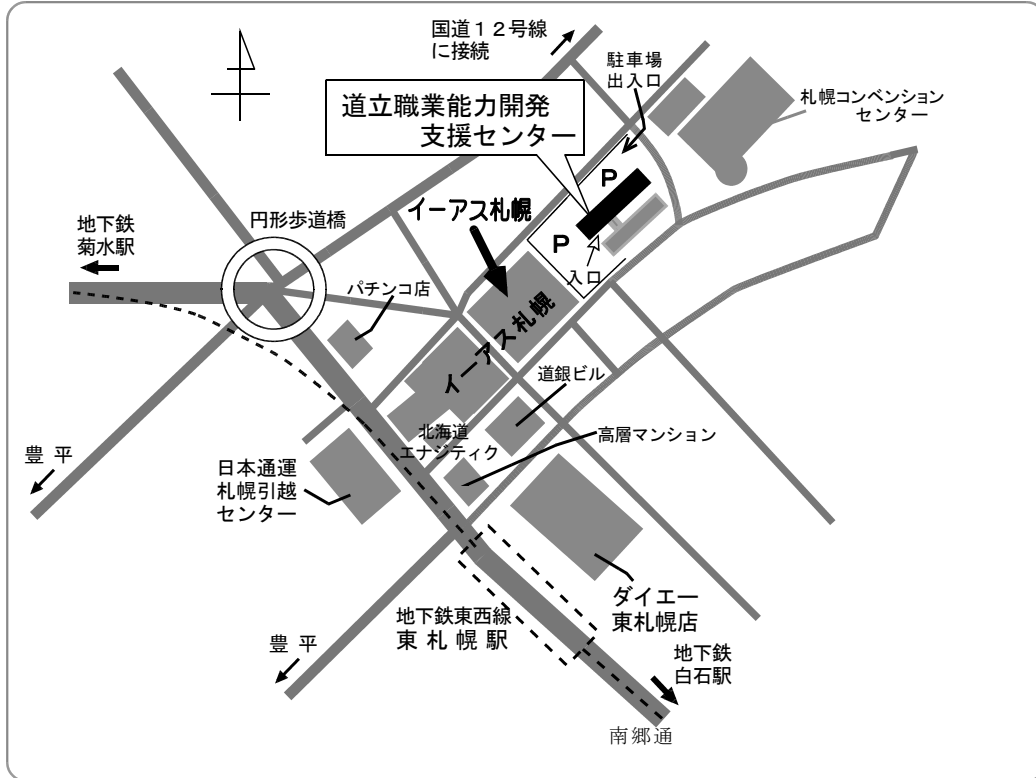 国道１２号線
に接続
駐車場
出入口
道立職業能力開発
支援センター
札幌コンベンション
センター
P
イーアス札幌
円形歩道橋
地下鉄
菊水駅
P
入口
パチンコ店
イーアス札幌
道銀ビル
北海道
エナジティク
高層マンション
豊 平
日本通運
札幌引越
センター
ダイエー
東札幌店
地下鉄東西線
東 札 幌 駅
豊 平
地下鉄
白石駅
南郷通